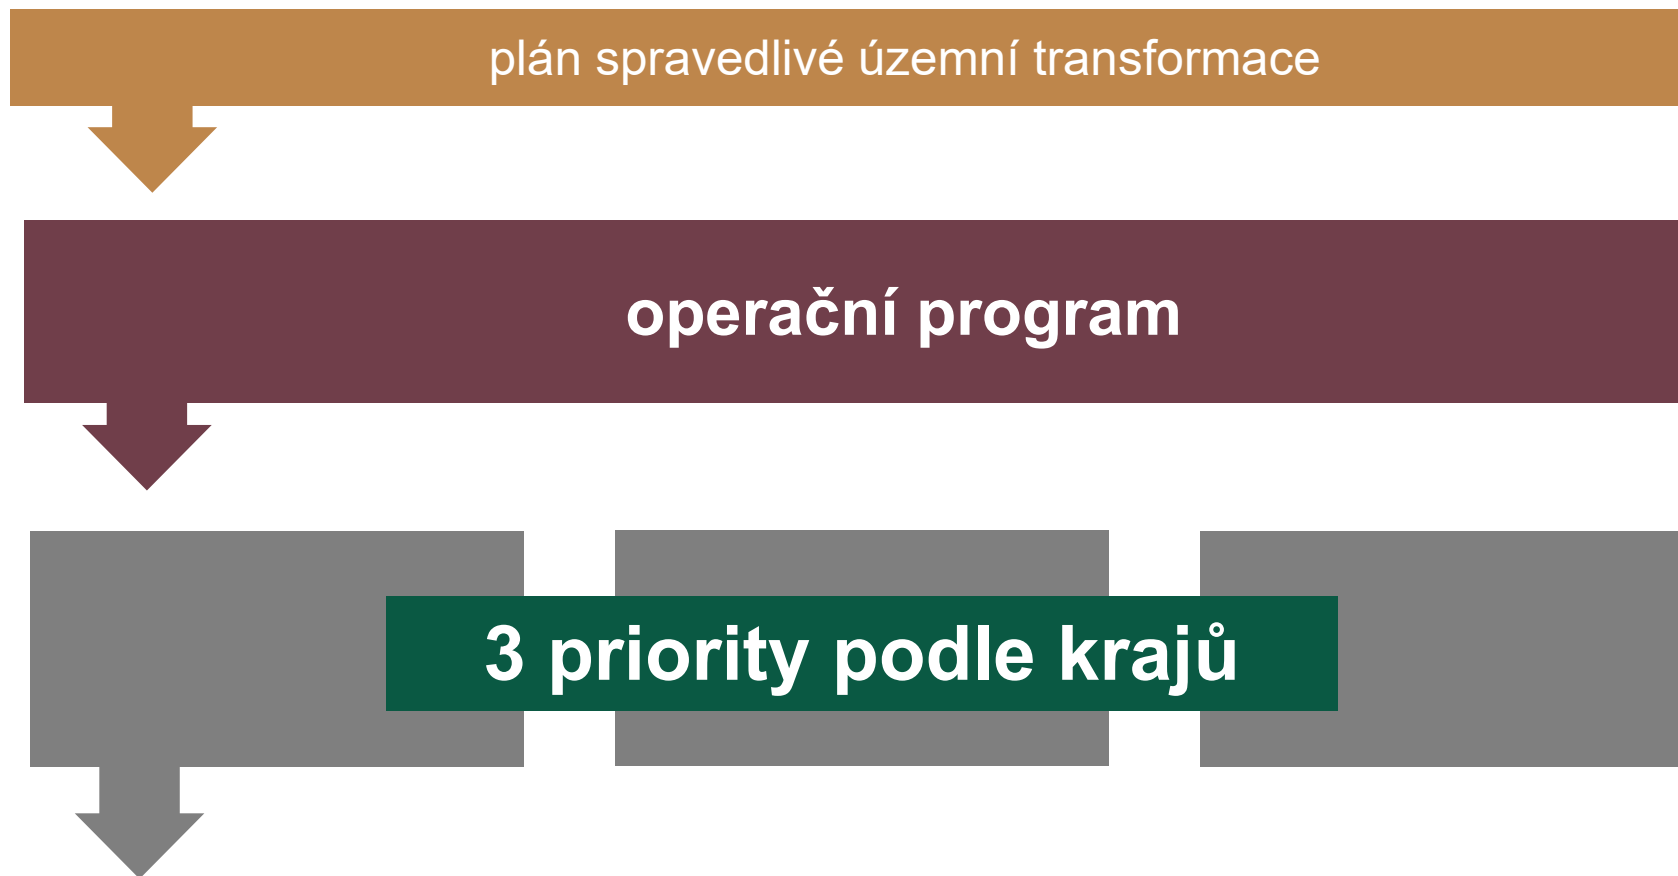 plán spravedlivé územní transformace
operační program
3 priority podle krajů